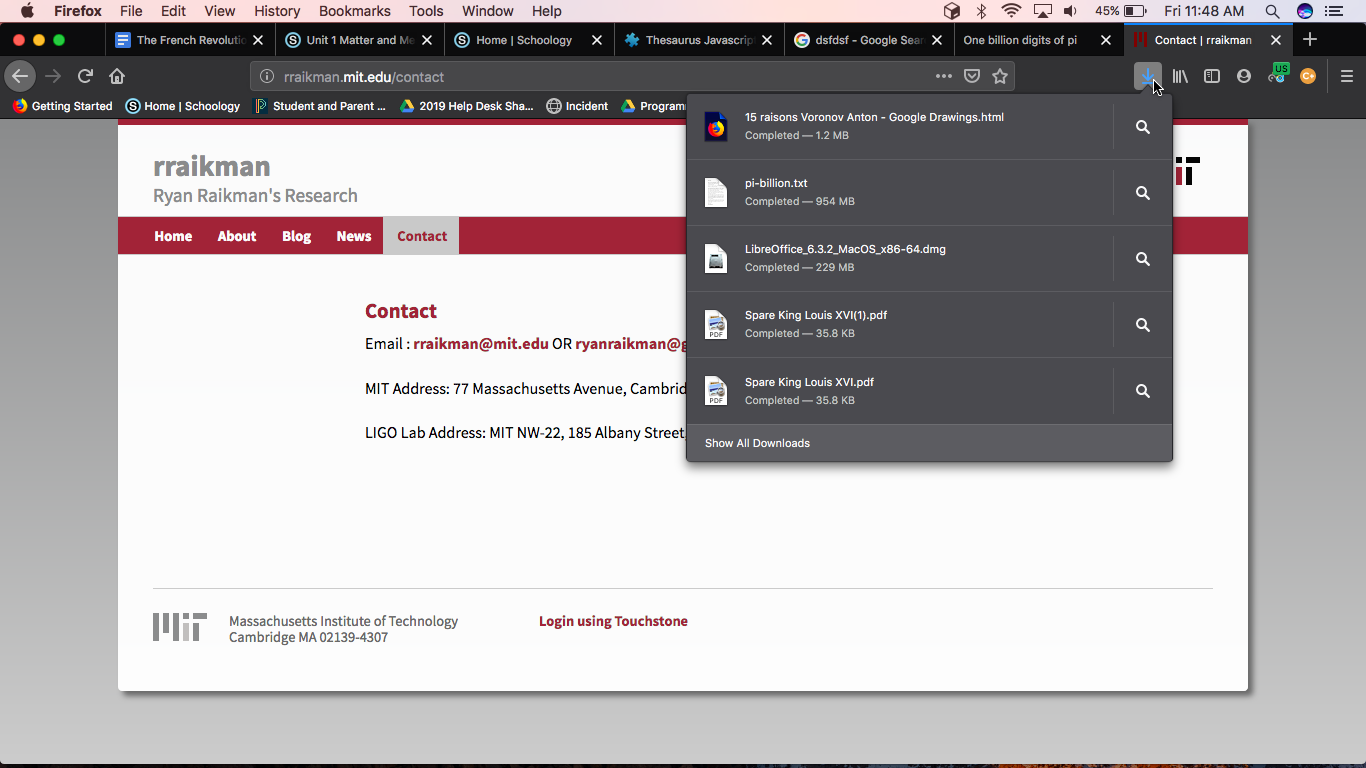 Firefox File Edit View History Bookmarks Tools Window Help 45% Fri 11:48 AM
The French Revolutio Unit 1 Matter and Me Home | Schoology Thesaurus Javascrip dsfdsf - Google Sear One billion digits of pi Contact | rraikman
rraikman.mit.edu/contact US C+
Getting Started Home | Schoology Student and Parent ... 2019 Help Desk Sha... Incident Program
rraikman
Ryan Raikman's Research
Home About Blog News Contact
Contact
Email : rraikman@mit.edu OR ryanraikman@g
MIT Address: 77 Massachusetts Avenue, Cambrid
LIGO Lab Address: MIT NW-22, 185 Albany Street,
15 raisons Voronov Anton - Google Drawings.html
Completed — 1.2 MB
pi-billion.txt
Completed — 954 MB
LibreOffice_6.3.2_MacOS_x86-64.dmg
Completed — 229 MB
Spare King Louis XVI(1).pdf
PDF
Completed — 35.8 KB
Spare King Louis XVI.pdf
PDF
Completed — 35.8 KB
Show All Downloads
MIT
Massachusetts Institute of Technology
Cambridge MA 02139-4307
Login using Touchstone